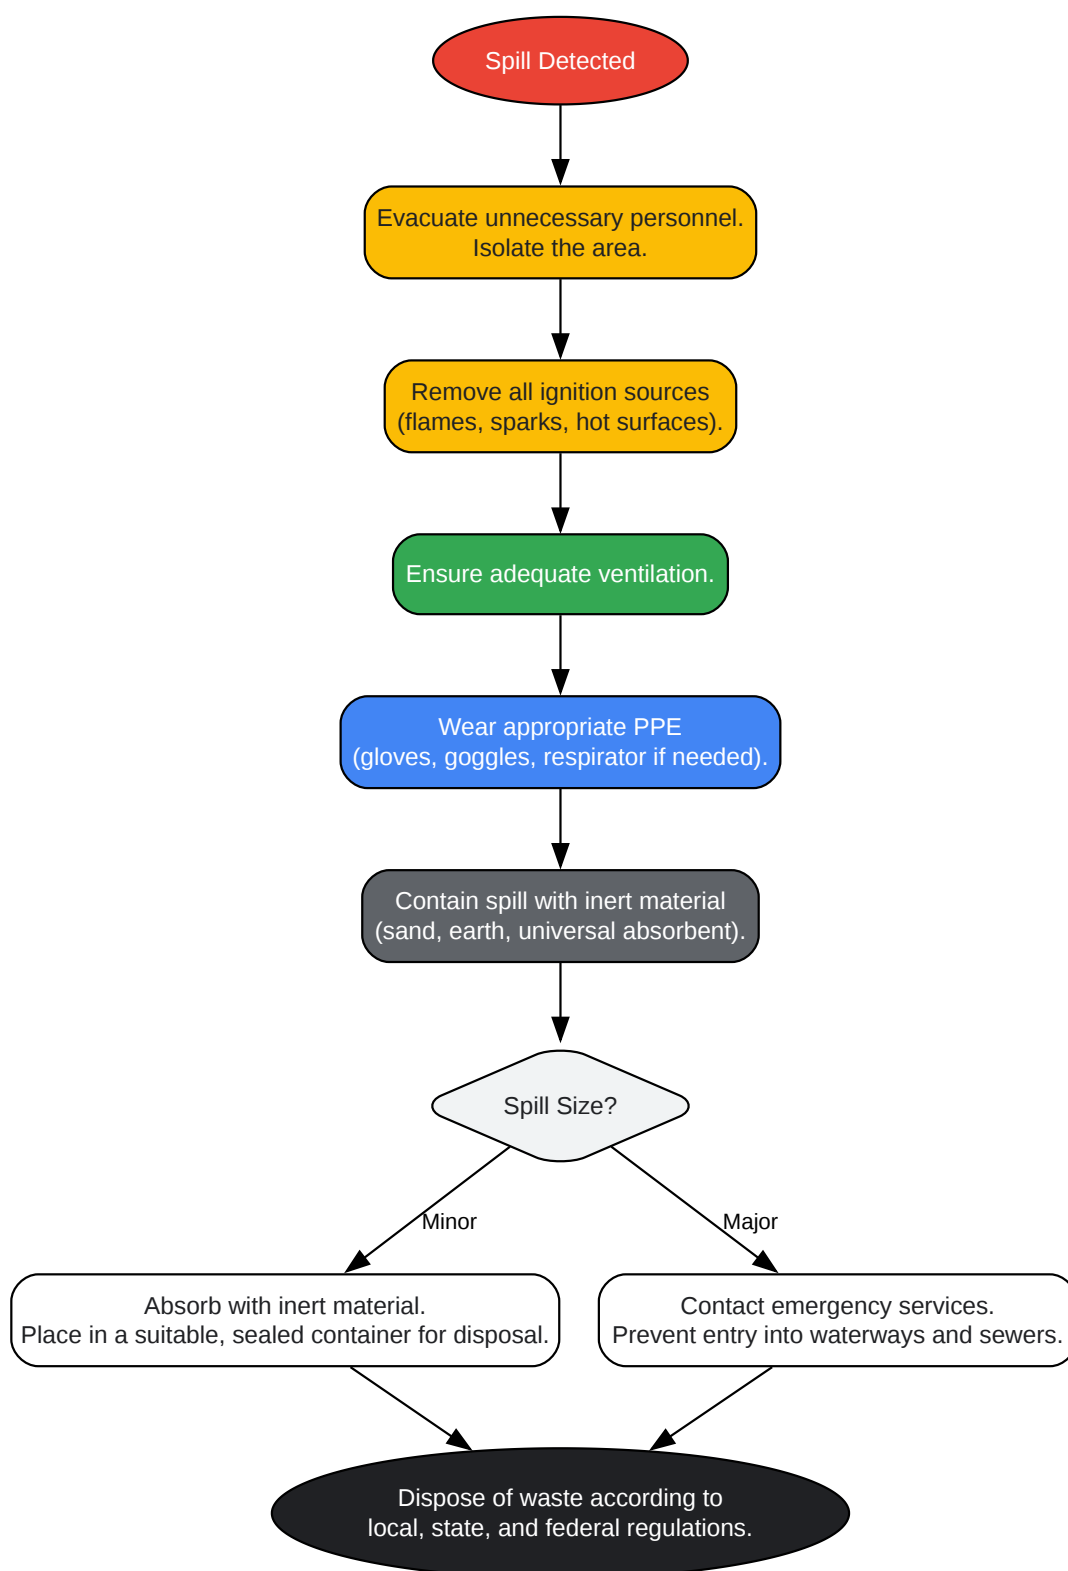 Spill Detected
Evacuate unnecessary personnel.
Isolate the area.
Remove all ignition sources
(flames, sparks, hot surfaces).
Ensure adequate ventilation.
Wear appropriate PPE
(gloves, goggles, respirator if needed).
Contain spill with inert material
(sand, earth, universal absorbent).
Spill Size?
Minor
Major
Absorb with inert material.
Place in a suitable, sealed container for disposal.
Contact emergency services.
Prevent entry into waterways and sewers.
Dispose of waste according to
local, state, and federal regulations.